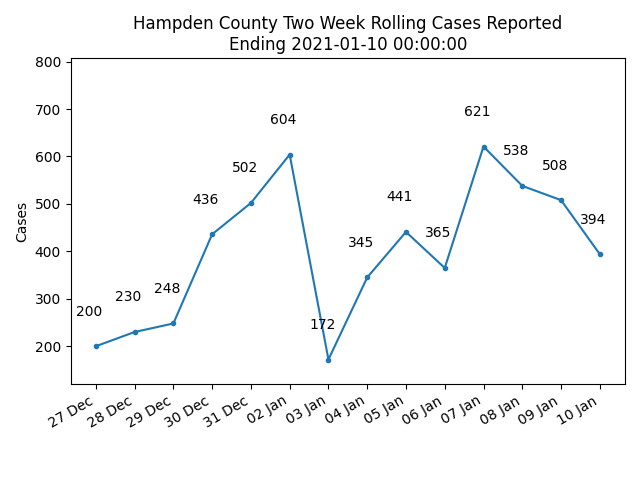 Hampden County Two Week Rolling Cases Reported
Ending 2021-01-10 00:00:00
800
700
600
500
400
300
200
Cases
200
230
248
436
502
604
172
345
441
365
621
538
508
394
27 Dec
28 Dec
29 Dec
30 Dec
31 Dec
02 Jan
03 Jan
04 Jan
05 Jan
06 Jan
07 Jan
08 Jan
09 Jan
10 Jan